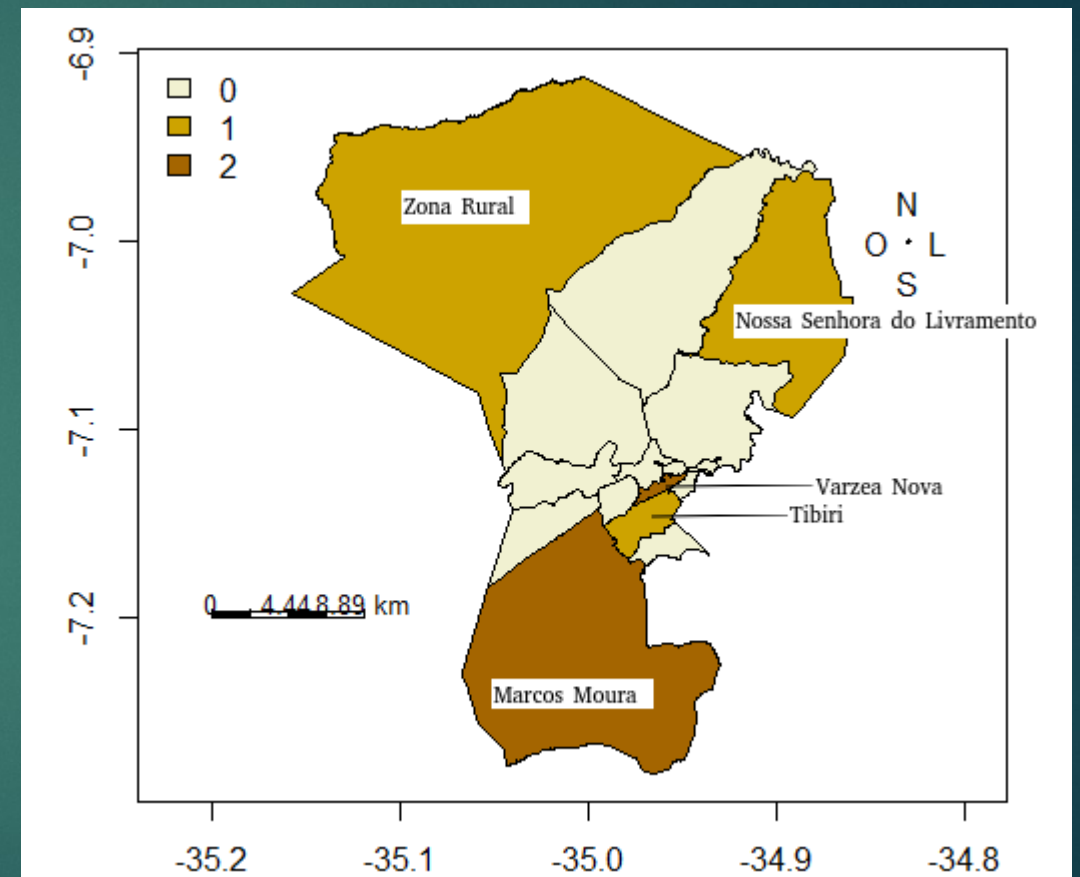 -6.9
0
1
2
Zona Rural
N
O · L
S
-7.0
Nossa Senhora do Livramento
-7.1
Varzea Nova
Tibiri
0 4.44 8.89 km
-7.2
Marcos Moura
-35.2 -35.1 -35.0 -34.9 -34.8